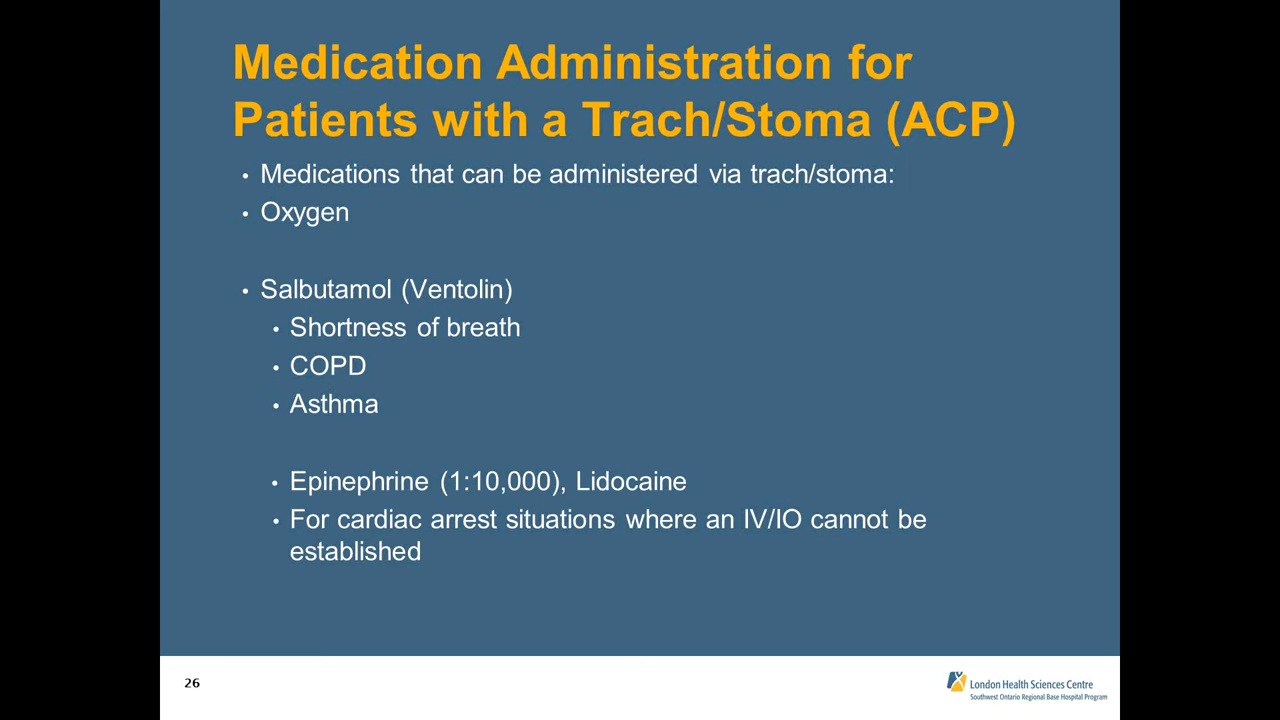 Medication Administration for
Patients with a Trach/Stoma (ACP)
• Medications that can be administered via trach/stoma:
• Oxygen
• Salbutamol (Ventolin)
• Shortness of breath
• COPD
• Asthma
• Epinephrine (1:10,000), Lidocaine
• For cardiac arrest situations where an IV/IO cannot be
established
26
London Health Sciences Centre
Southwest Ontario Regional Base Hospital Program